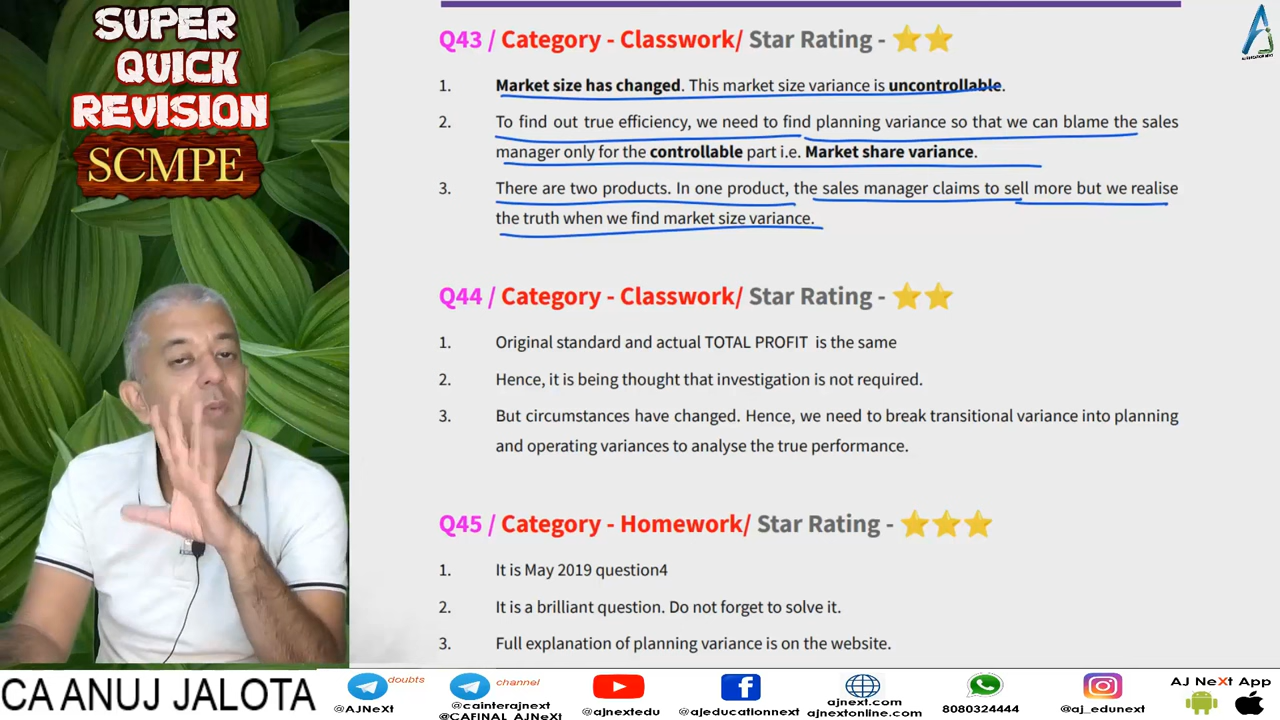 SUPER
QUICK
REVISION
SCMPE
Q43 / Category - Classwork/ Star Rating -
1. Market size has changed. This market size variance is uncontrollable.
2. To find out true efficiency, we need to find planning variance so that we can blame the sales
manager only for the controllable part i.e. Market share variance.
3. There are two products. In one product, the sales manager claims to sell more but we realise
the truth when we find market size variance.
Q44 / Category - Classwork/ Star Rating -
1. Original standard and actual TOTAL PROFIT is the same
2. Hence, it is being thought that investigation is not required.
3. But circumstances have changed. Hence, we need to break transitional variance into planning
and operating variances to analyse the true performance.
Q45 / Category - Homework/ Star Rating -
1. It is May 2019 question4
2. It is a brilliant question. Do not forget to solve it.
3. Full explanation of planning variance is on the website.
CA ANUJ JALOTA
doubts
@AJNeXt
channel
@cainterajnext
@CAFINAL_AJNeXt
@ajnextedu
@ajeducationnext
ajnext.com
ajnextonline.com
8080324444
@aj_edunext
AJ NeXt App